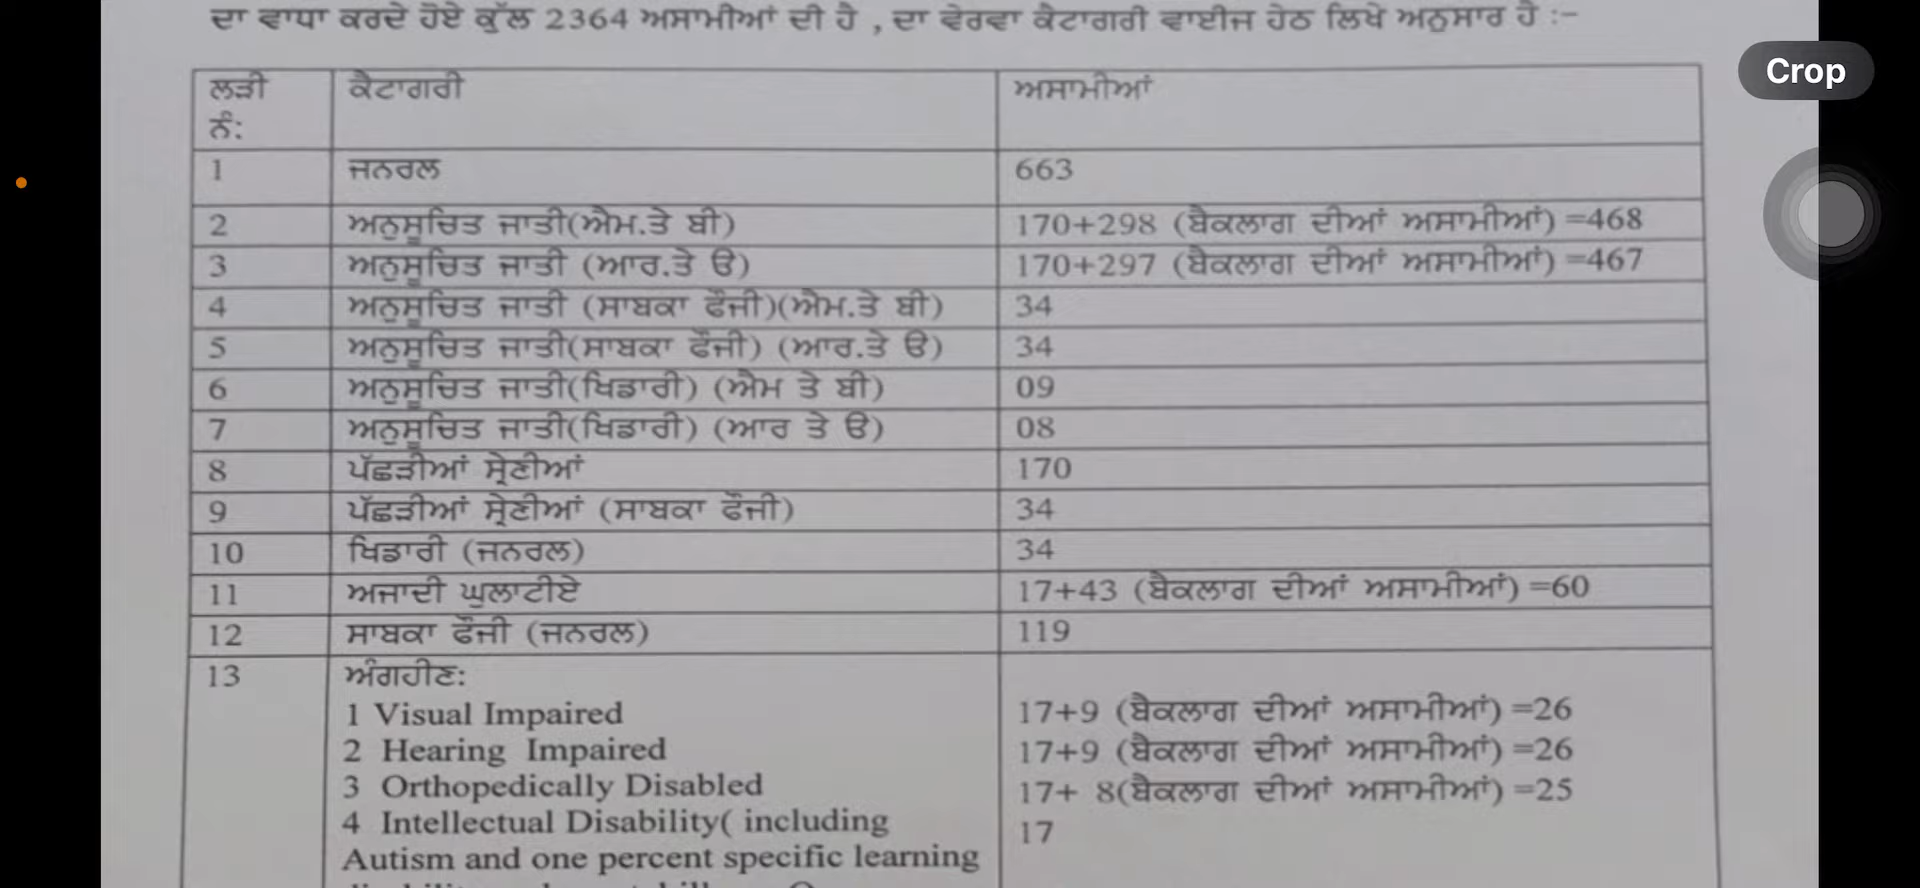 ਦਾ ਵਾਧਾ ਕਰਦੇ ਹੋਏ ਕੁੱਲ 2364 ਅਸਾਮੀਆਂ ਦੀ ਹੈ , ਦਾ ਵੇਰਵਾ ਕੈਟਾਗਰੀ ਵਾਈਜ ਹੇਠ ਲਿਖੇ ਅਨੁਸਾਰ ਹੈ :–
Crop
ਲੜੀ ਕੈਟਾਗਰੀ ਅਸਾਮੀਆਂ
ਨੰ:
1 ਜਨਰਲ 663
2 ਅਨੁਸੂਚਿਤ ਜਾਤੀ(ਐਮ.ਤੇ ਬੀ) 170+298 (ਬੈਕਲਾਗ ਦੀਆਂ ਅਸਾਮੀਆਂ) =468
3 ਅਨੁਸੂਚਿਤ ਜਾਤੀ (ਆਰ.ਤੇ ਓ) 170+297 (ਬੈਕਲਾਗ ਦੀਆਂ ਅਸਾਮੀਆਂ) =467
4 ਅਨੁਸੂਚਿਤ ਜਾਤੀ (ਸਾਬਕਾ ਫੌਜੀ)(ਐਮ.ਤੇ ਬੀ) 34
5 ਅਨੁਸੂਚਿਤ ਜਾਤੀ(ਸਾਬਕਾ ਫੌਜੀ) (ਆਰ.ਤੇ ਓ) 34
6 ਅਨੁਸੂਚਿਤ ਜਾਤੀ(ਖਿਡਾਰੀ) (ਐਮ ਤੇ ਬੀ) 09
7 ਅਨੁਸੂਚਿਤ ਜਾਤੀ(ਖਿਡਾਰੀ) (ਆਰ ਤੇ ਓ) 08
8 ਪੱਛੜੀਆਂ ਸ੍ਰੇਣੀਆਂ 170
9 ਪੱਛੜੀਆਂ ਸ੍ਰੇਣੀਆਂ (ਸਾਬਕਾ ਫੌਜੀ) 34
10 ਖਿਡਾਰੀ (ਜਨਰਲ) 34
11 ਅਜਾਦੀ ਘੁਲਾਟੀਏ 17+43 (ਬੈਕਲਾਗ ਦੀਆਂ ਅਸਾਮੀਆਂ) =60
12 ਸਾਬਕਾ ਫੌਜੀ (ਜਨਰਲ) 119
13 ਅੰਗਹੀਣ:
1 Visual Impaired 17+9 (ਬੈਕਲਾਗ ਦੀਆਂ ਅਸਾਮੀਆਂ) =26
2 Hearing Impaired 17+9 (ਬੈਕਲਾਗ ਦੀਆਂ ਅਸਾਮੀਆਂ) =26
3 Orthopedically Disabled 17+ 8(ਬੈਕਲਾਗ ਦੀਆਂ ਅਸਾਮੀਆਂ) =25
4 Intellectual Disability( including 17
Autism and one percent specific learning